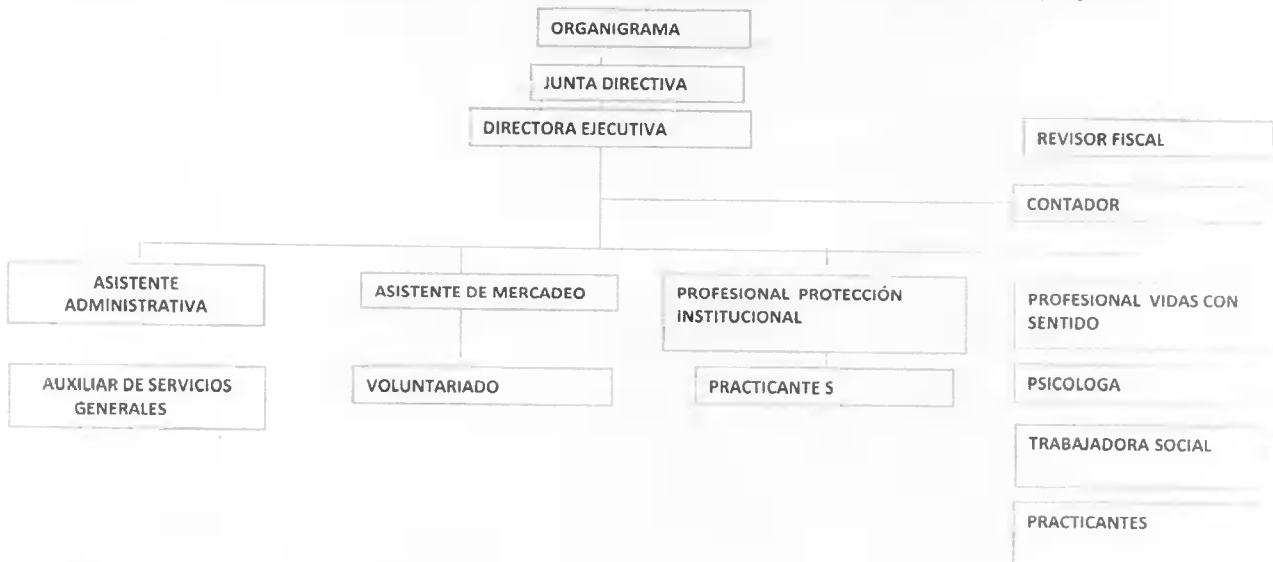 ORGANIGRAMA
JUNTA DIRECTIVA
DIRECTORA EJECUTIVA
REVISOR FISCAL
CONTADOR
ASISTENTE
ADMINISTRATIVA
ASISTENTE DE MERCADEO
PROFESIONAL PROTECCIÓN
INSTITUCIONAL
PROFESIONAL VIDAS CON
SENTIDO
AUXILIAR DE SERVICIOS
GENERALES
VOLUNTARIADO
PRACTICANTE S
PSICOLOGA
TRABAJADORA SOCIAL
PRACTICANTES